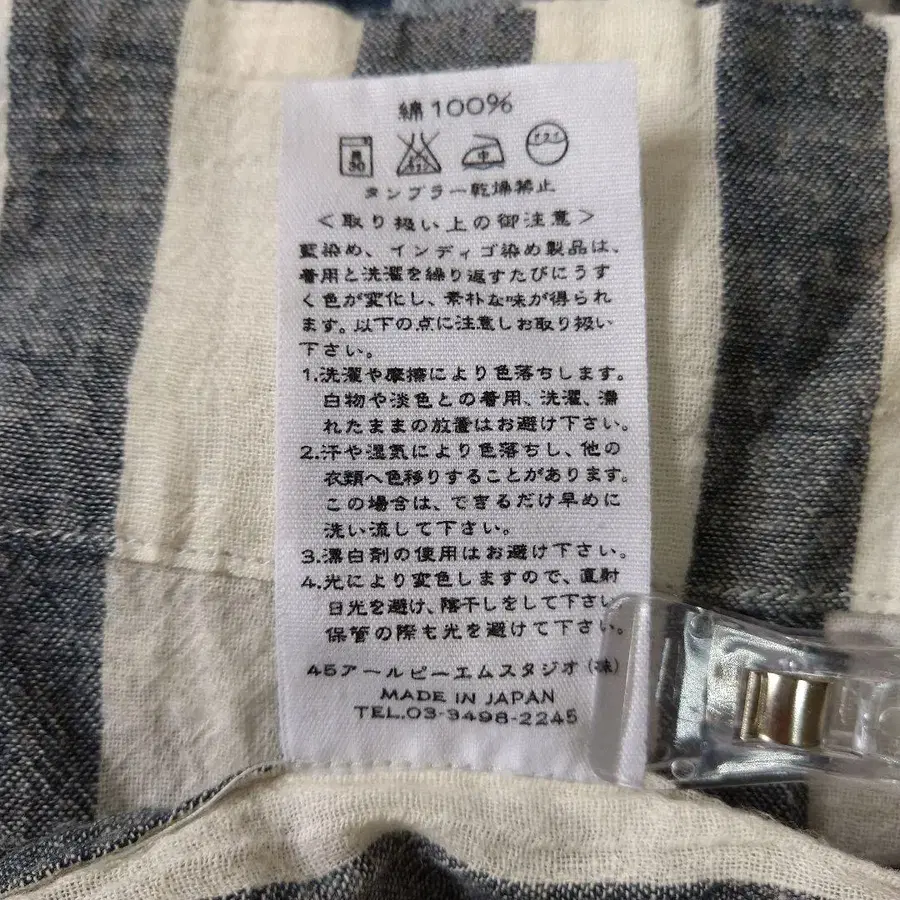 綿100%
タンブラー乾燥禁止
<取り扱い上の御注意>
藍染め、インディゴ染め製品は、
着用と洗濯を繰り返すたびにうす
く色が変化し、素朴な味が得られ
ます。以下の点に注意しお取り扱い
下さい。
1.洗濯や摩擦により色落ちします。
白物や淡色との着用、洗濯、濡
れたままの放置はお避け下さい。
2.汗や湿気により色落ちし、他の
衣類へ色移りすることがあります。
この場合は、できるだけ早めに
洗い流して下さい。
3.漂白剤の使用はお避け下さい。
4.光により変色しますので、直射
日光を避け、陰干しをして下さい。
保管の際も光を避けて下さい。
45アールピーエムスタジオ(株)
MADE IN JAPAN
TEL.03-3498-2245